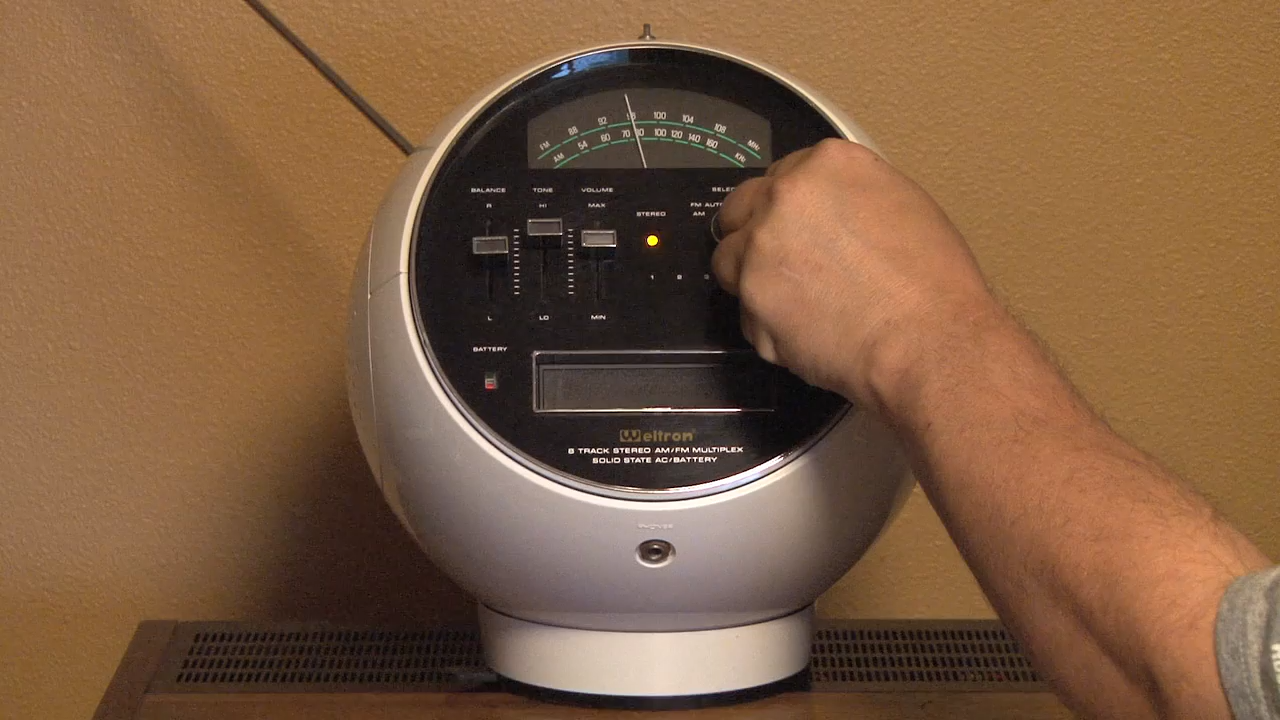 FM 88 92 96 100 104 108 MHz
AM 54 60 70 80 100 120 140 160 KHz
BALANCE TONE VOLUME
R HI MAX
FM AUTO
STEREO AM
1 2 3
L LO MIN
BATTERY
Weltron
8 TRACK STEREO AM/FM MULTIPLEX
SOLID STATE AC/BATTERY
PHONES